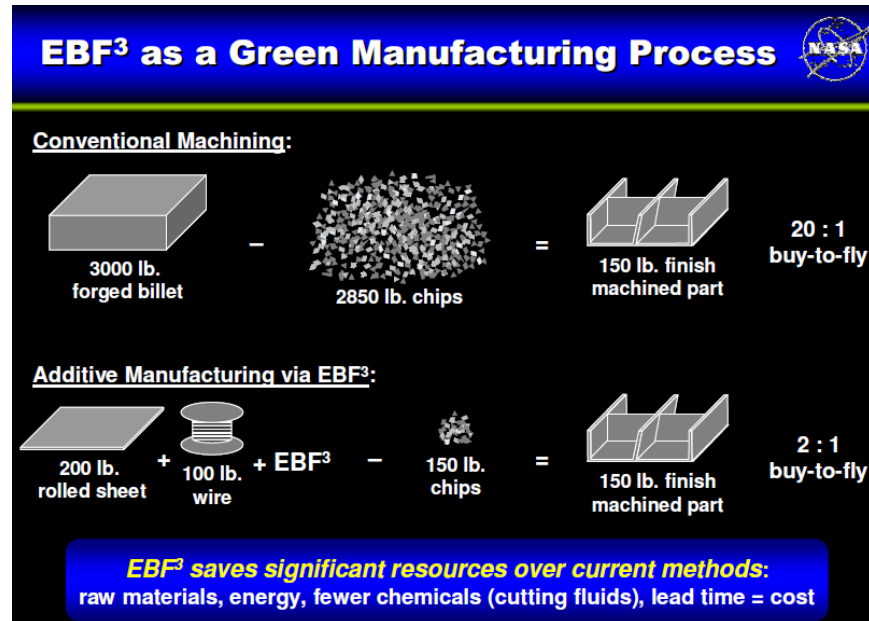 EBF³ as a Green Manufacturing Process
NASA
Conventional Machining:
3000 lb.
forged billet
–
2850 lb. chips
=
150 lb. finish
machined part
20 : 1
buy-to-fly
Additive Manufacturing via EBF³:
200 lb.
rolled sheet
+
100 lb.
wire
+ EBF³
–
150 lb.
chips
=
150 lb. finish
machined part
2 : 1
buy-to-fly
EBF³ saves significant resources over current methods:
raw materials, energy, fewer chemicals (cutting fluids), lead time = cost